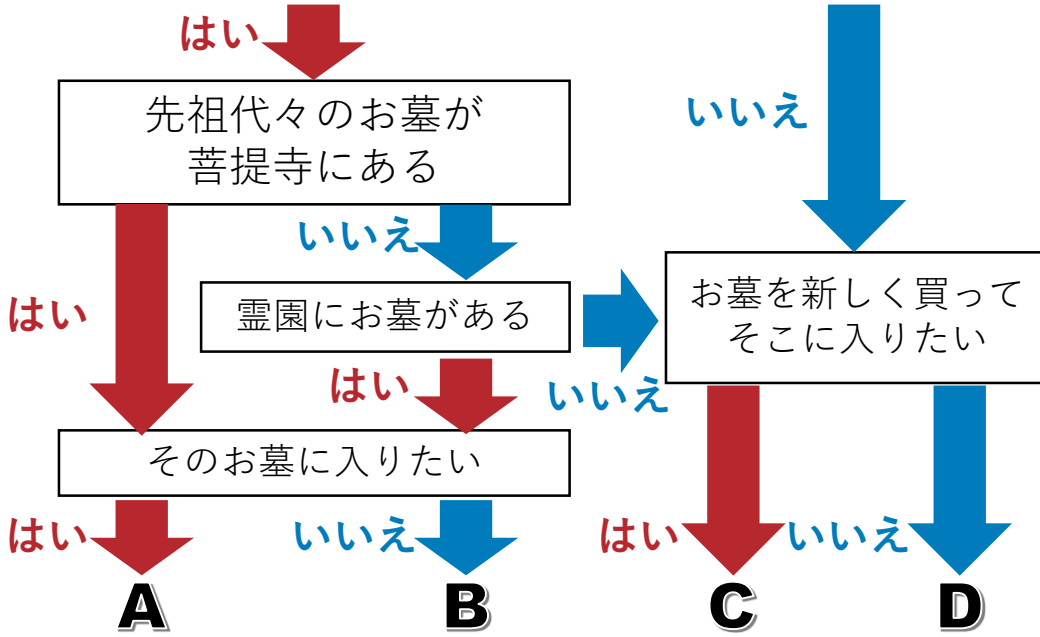 はい
いいえ
先祖代々のお墓が
菩提寺にある
いいえ
はい
霊園にお墓がある
お墓を新しく買って
そこに入りたい
はい
いいえ
そのお墓に入りたい
はい
いいえ
はい
いいえ
A
B
C
D